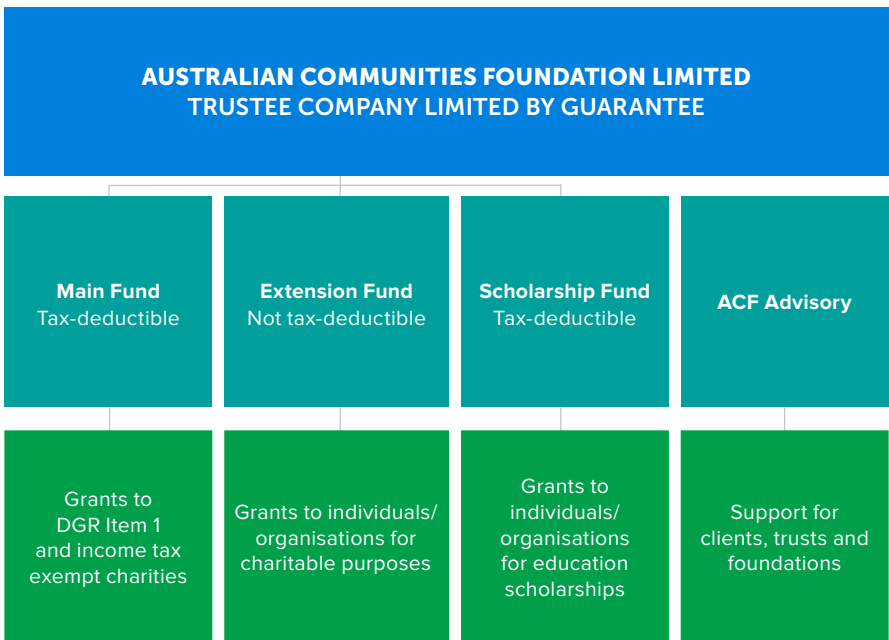 AUSTRALIAN COMMUNITIES FOUNDATION LIMITED
TRUSTEE COMPANY LIMITED BY GUARANTEE
Main Fund
Tax-deductible
Extension Fund
Not tax-deductible
Scholarship Fund
Tax-deductible
ACF Advisory
Grants to
DGR Item 1
and income tax
exempt charities
Grants to individuals/
organisations for
charitable purposes
Grants to
individuals/
organisations
for education
scholarships
Support for
clients, trusts and
foundations